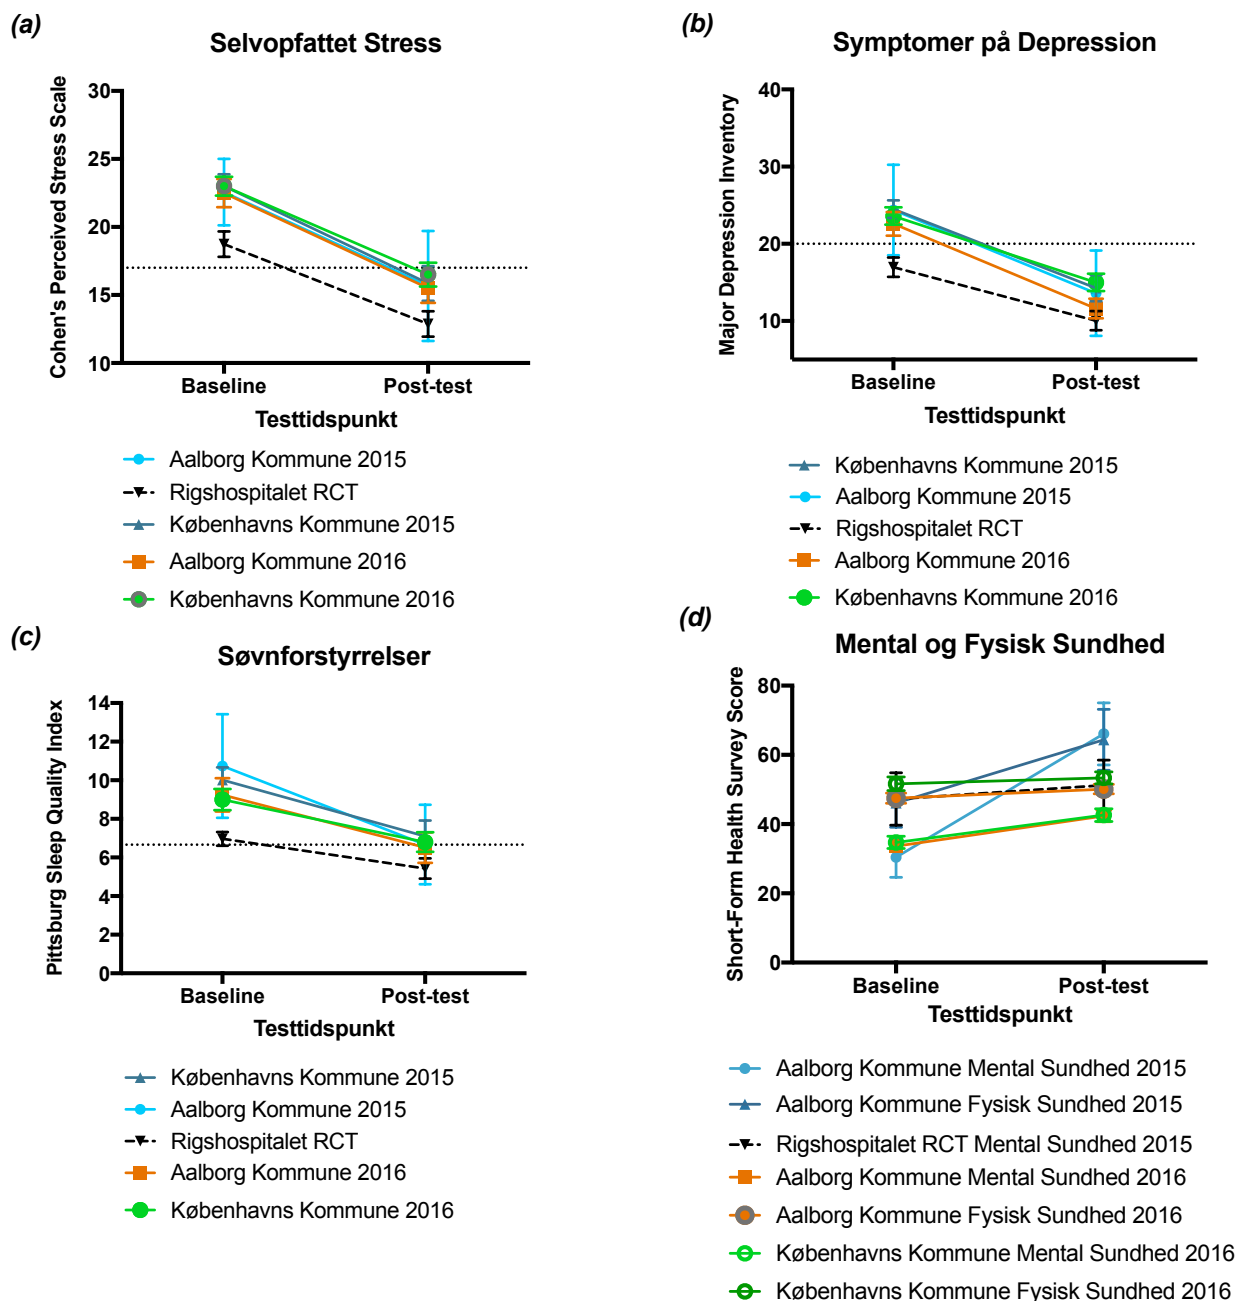 (a)
Selvopfattet Stress
Cohen's Perceived Stress Scale
30
25
20
15
10
Baseline
Post-test
Testtidspunkt
Aalborg Kommune 2015
Rigshospitalet RCT
Københavns Kommune 2015
Aalborg Kommune 2016
Københavns Kommune 2016
(b)
Symptomer på Depression
Major Depression Inventory
40
30
20
10
Baseline
Post-test
Testtidspunkt
Københavns Kommune 2015
Aalborg Kommune 2015
Rigshospitalet RCT
Aalborg Kommune 2016
Københavns Kommune 2016
(c)
Søvnforstyrrelser
Pittsburg Sleep Quality Index
14
12
10
8
6
4
2
0
Baseline
Post-test
Testtidspunkt
Københavns Kommune 2015
Aalborg Kommune 2015
Rigshospitalet RCT
Aalborg Kommune 2016
Københavns Kommune 2016
(d)
Mental og Fysisk Sundhed
Short-Form Health Survey Score
80
60
40
20
0
Baseline
Post-test
Testtidspunkt
Aalborg Kommune Mental Sundhed 2015
Aalborg Kommune Fysisk Sundhed 2015
Rigshospitalet RCT Mental Sundhed 2015
Aalborg Kommune Mental Sundhed 2016
Aalborg Kommune Fysisk Sundhed 2016
Københavns Kommune Mental Sundhed 2016
Københavns Kommune Fysisk Sundhed 2016